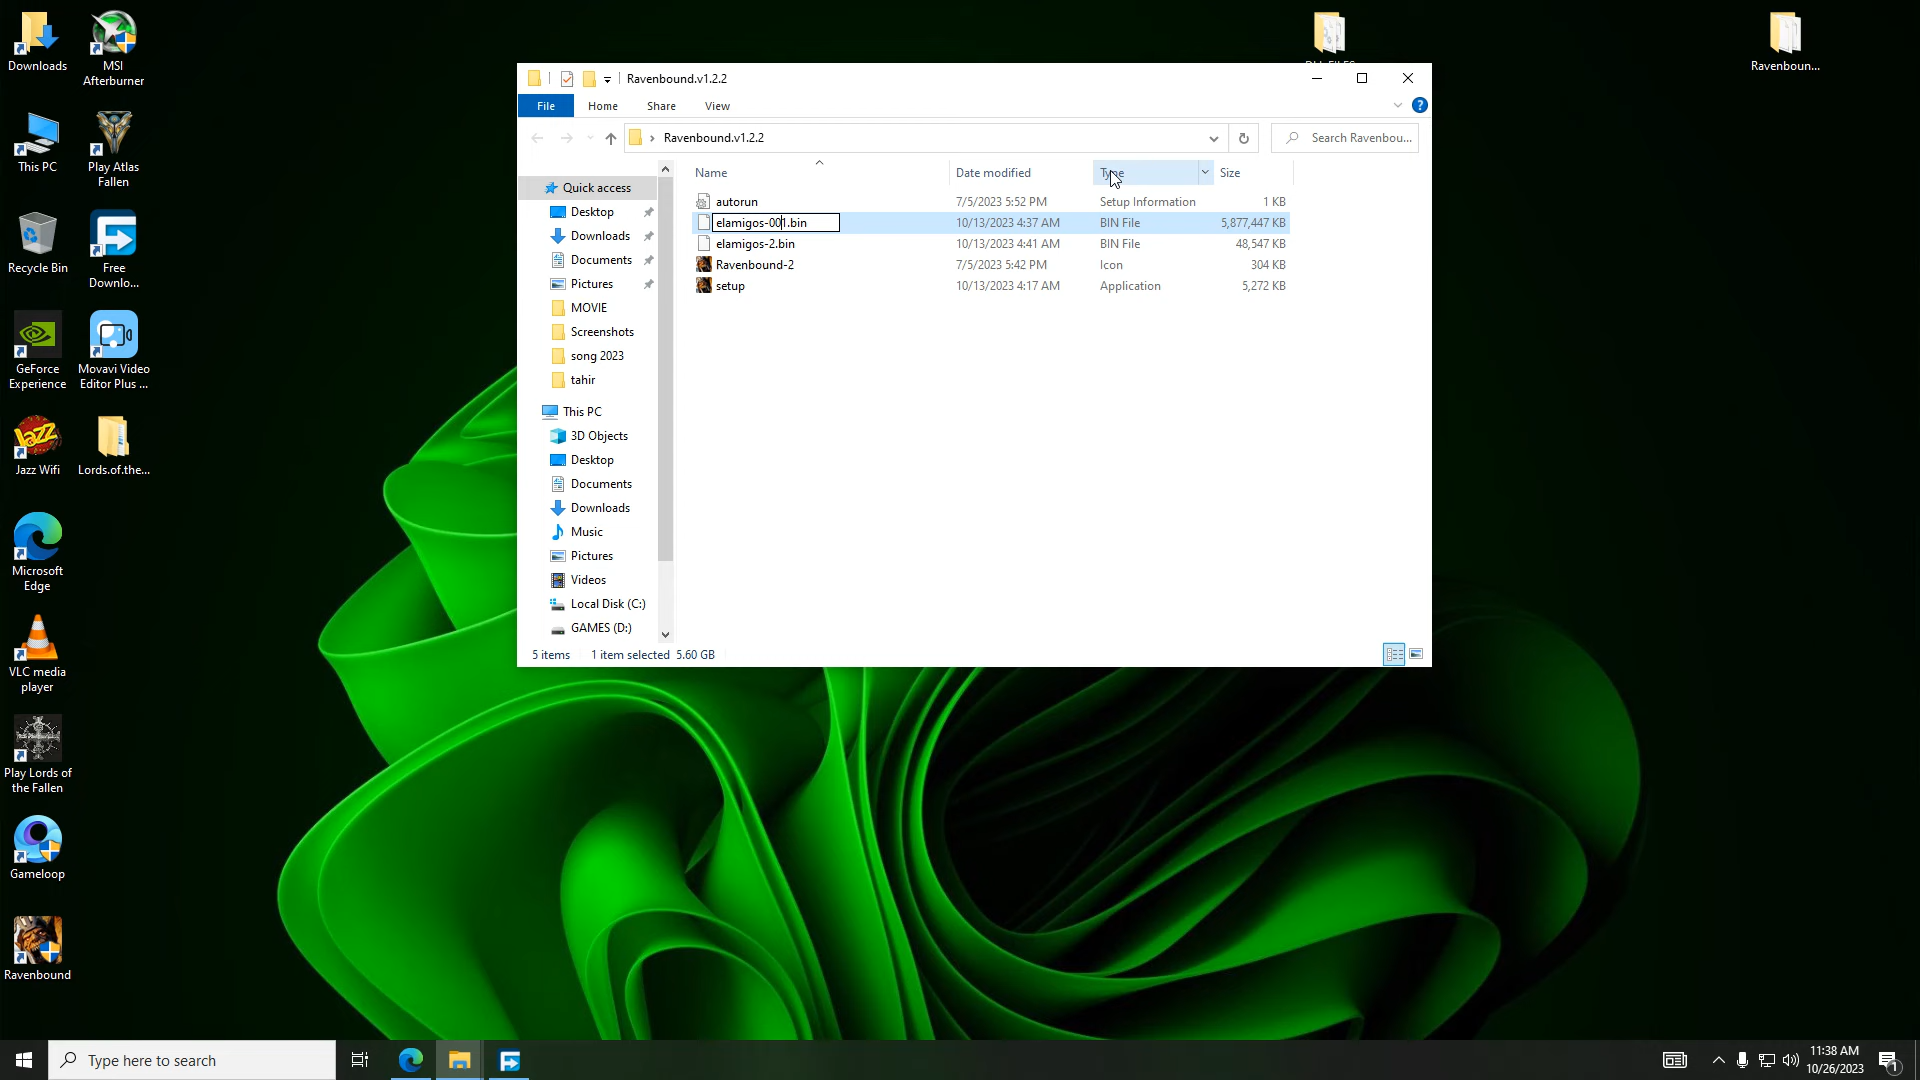 Downloads
MSI
Afterburner
This PC
Play Atlas
Fallen
Recycle Bin
Free
Downlo...
GeForce
Experience
Movavi Video
Editor Plus ...
Jazz
Jazz Wifi
Lords.of.the...
Microsoft
Edge
VLC media
player
Play Lords of
the Fallen
Gameloop
Ravenbound
Ravenboun...
Ravenbound.v1.2.2
File
Home
Share
View
?
Ravenbound.v1.2.2
Search Ravenbou...
Name
Date modified
Type
Size
autorun
7/5/2023 5:52 PM
Setup Information
1 KB
elamigos-001.bin
10/13/2023 4:37 AM
BIN File
5,877,447 KB
elamigos-2.bin
10/13/2023 4:41 AM
BIN File
48,547 KB
Ravenbound-2
7/5/2023 5:42 PM
Icon
304 KB
setup
10/13/2023 4:17 AM
Application
5,272 KB
Quick access
Desktop
Downloads
Documents
Pictures
MOVIE
Screenshots
song 2023
tahir
This PC
3D Objects
Desktop
Documents
Downloads
Music
Pictures
Videos
Local Disk (C:)
GAMES (D:)
5 items
1 item selected 5.60 GB
Type here to search
11:38 AM
10/26/2023
1